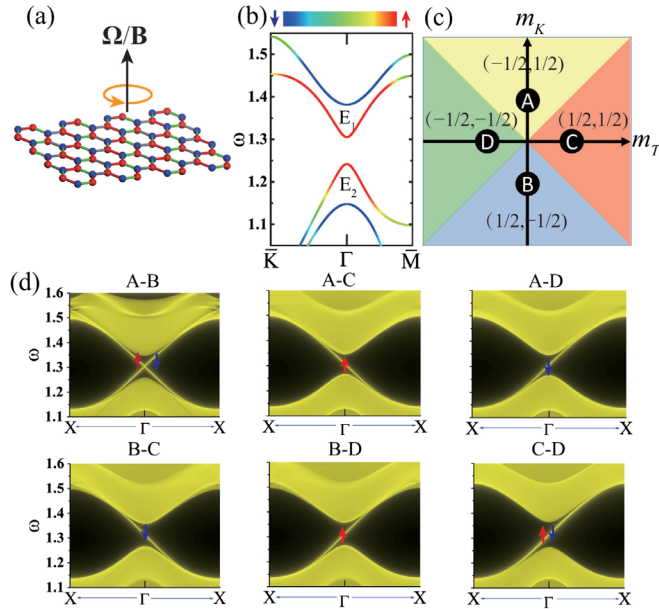 (a)
Ω/B
(b)
ω
1.5
1.4
1.3
1.2
1.1
E1
E2
K̅ Γ M̅
(c)
mK
mT
(−1/2,1/2)
A
(−1/2,−1/2) (1/2,1/2)
D C
B
(1/2,−1/2)
(d)
A-B A-C A-D
ω
1.6
1.5
1.4
1.3
1.2
1.1
X Γ X X Γ X X Γ X
B-C B-D C-D
ω
1.6
1.5
1.4
1.3
1.2
1.1
X Γ X X Γ X X Γ X